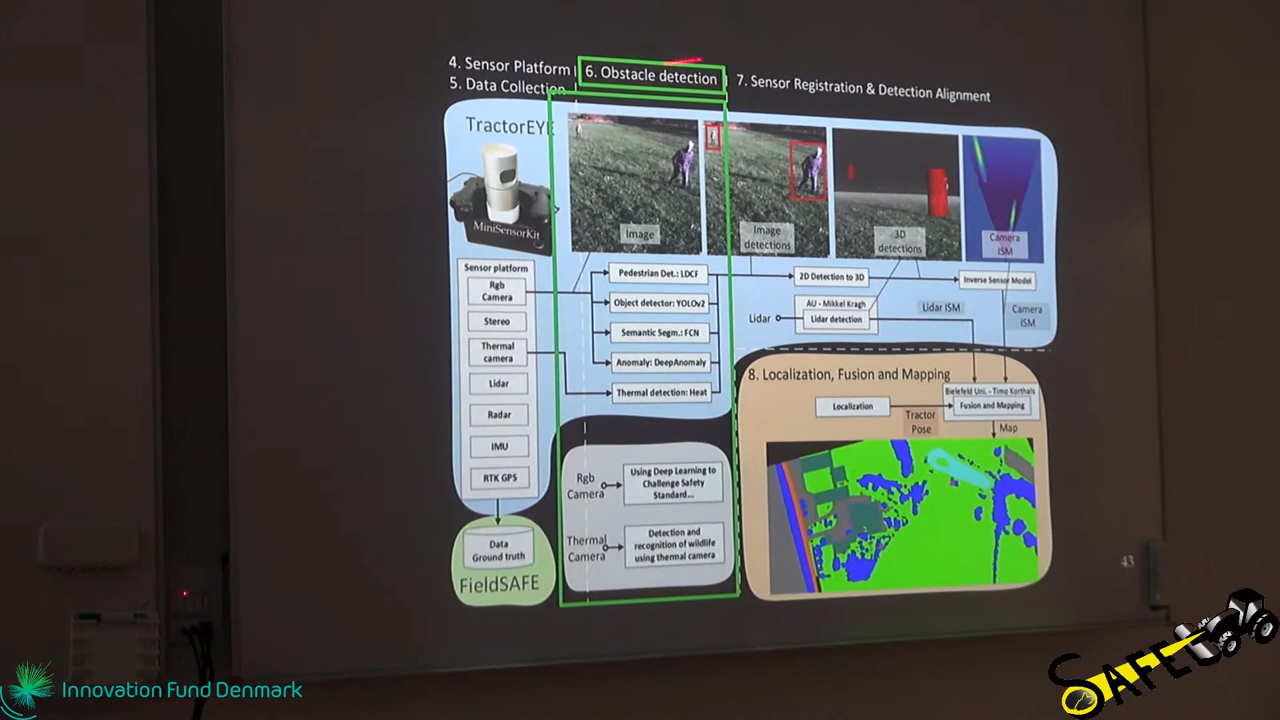 4. Sensor Platform
5. Data Collection
6. Obstacle detection
7. Sensor Registration & Detection Alignment
TractorEYE
MiniSensorKit
Image
Image
detections
3D
detections
Camera
ISM
Sensor platform
Rgb
Camera
Stereo
Thermal
camera
Lidar
Radar
IMU
RTK GPS
Data
Ground truth
FieldSAFE
Pedestrian Det.: LDCF
Object detector: YOLOv2
Semantic Segm.: FCN
Anomaly: DeepAnomaly
Thermal detection: Heat
2D Detection to 3D
Inverse Sensor Model
Lidar
AU - Mikkel Kragh
Lidar detection
Lidar ISM
Camera
ISM
Rgb
Camera
Using Deep Learning to
Challenge Safety
Standard...
Thermal
Camera
Detection and
recognition of wildlife
using thermal camera
8. Localization, Fusion and Mapping
Localization
Tractor
Pose
Bielefeld Uni. - Timo Korthals
Fusion and Mapping
Map
43
Innovation Fund Denmark
SAFE